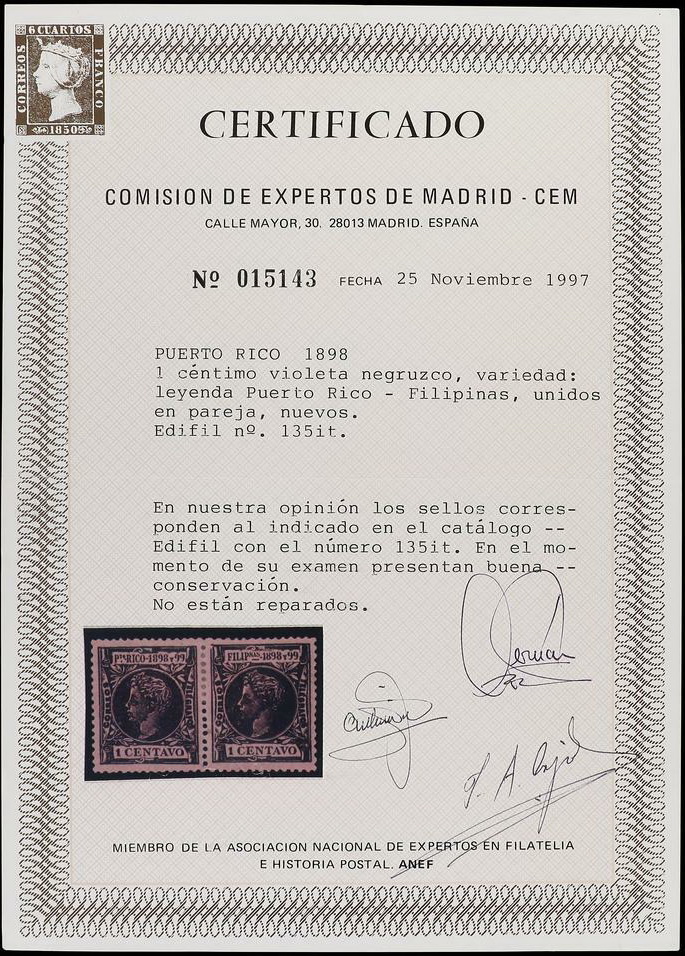 6 CUARTOS
CORREOS
FRANCO
1850
CERTIFICADO
COMISION DE EXPERTOS DE MADRID - CEM
CALLE MAYOR, 30. 28013 MADRID. ESPAÑA
Nº 015143 FECHA 25 Noviembre 1997
PUERTO RICO 1898
1 céntimo violeta negruzco, variedad:
leyenda Puerto Rico - Filipinas, unidos
en pareja, nuevos.
Edifil nº. 135it.
En nuestra opinión los sellos corres-
ponden al indicado en el catálogo --
Edifil con el número 135it. En el mo-
mento de su examen presentan buena --
conservación.
No están reparados.
PTO RICO-1898 Y 99
FILIPNAS-1898 Y 99
1 CENTAVO
1 CENTAVO
MIEMBRO DE LA ASOCIACION NACIONAL DE EXPERTOS EN FILATELIA
E HISTORIA POSTAL. ANEF